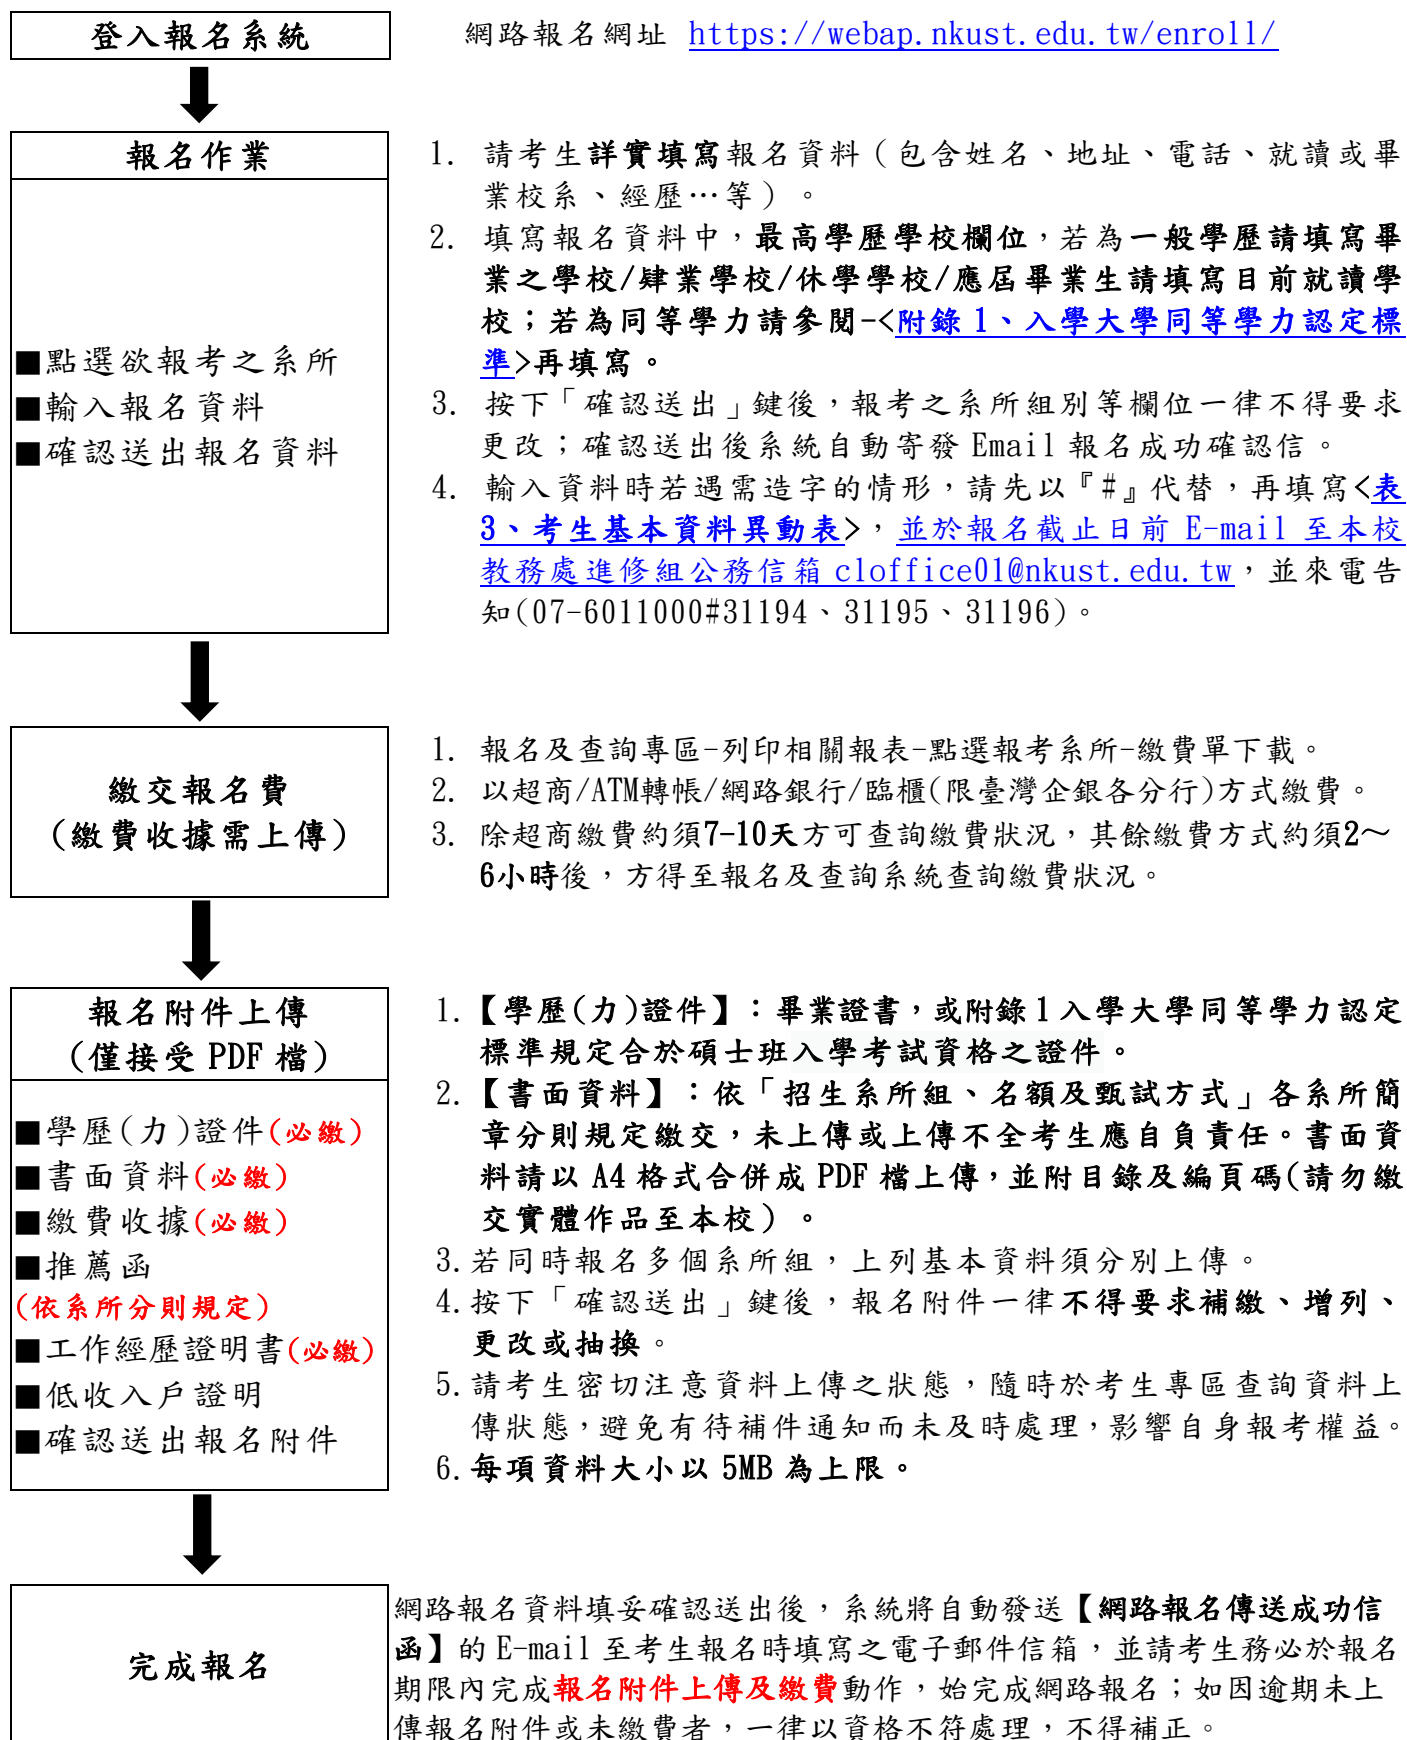 登入報名系統
網路報名網址 https://webap.nkust.edu.tw/enroll/
報名作業
■點選欲報考之系所
■輸入報名資料
■確認送出報名資料
1. 請考生詳實填寫報名資料（包含姓名、地址、電話、就讀或畢
業校系、經歷…等）。
2. 填寫報名資料中，最高學歷學校欄位，若為一般學歷請填寫畢
業之學校/肄業學校/休學學校/應屆畢業生請填寫目前就讀學
校；若為同等學力請參閱-<附錄 1、入學大學同等學力認定標
準>再填寫。
3. 按下「確認送出」鍵後，報考之系所組別等欄位一律不得要求
更改；確認送出後系統自動寄發 Email 報名成功確認信。
4. 輸入資料時若遇需造字的情形，請先以『#』代替，再填寫<表
3、考生基本資料異動表>，並於報名截止日前 E-mail 至本校
教務處進修組公務信箱 cloffice01@nkust.edu.tw，並來電告
知(07-6011000#31194、31195、31196)。
繳交報名費
(繳費收據需上傳)
1. 報名及查詢專區-列印相關報表-點選報考系所-繳費單下載。
2. 以超商/ATM轉帳/網路銀行/臨櫃(限臺灣企銀各分行)方式繳費。
3. 除超商繳費約須7-10天方可查詢繳費狀況，其餘繳費方式約須2～
6小時後，方得至報名及查詢系統查詢繳費狀況。
報名附件上傳
(僅接受 PDF 檔)
■學歷(力)證件(必繳)
■書面資料(必繳)
■繳費收據(必繳)
■推薦函
(依系所分則規定)
■工作經歷證明書(必繳)
■低收入戶證明
■確認送出報名附件
1.【學歷(力)證件】：畢業證書，或附錄 1 入學大學同等學力認定
標準規定合於碩士班入學考試資格之證件。
2.【書面資料】：依「招生系所組、名額及甄試方式」各系所簡
章分則規定繳交，未上傳或上傳不全考生應自負責任。書面資
料請以 A4 格式合併成 PDF 檔上傳，並附目錄及編頁碼(請勿繳
交實體作品至本校）。
3.若同時報名多個系所組，上列基本資料須分別上傳。
4.按下「確認送出」鍵後，報名附件一律不得要求補繳、增列、
更改或抽換。
5.請考生密切注意資料上傳之狀態，隨時於考生專區查詢資料上
傳狀態，避免有待補件通知而未及時處理，影響自身報考權益。
6.每項資料大小以 5MB 為上限。
完成報名
網路報名資料填妥確認送出後，系統將自動發送【網路報名傳送成功信
函】的 E-mail 至考生報名時填寫之電子郵件信箱，並請考生務必於報名
期限內完成報名附件上傳及繳費動作，始完成網路報名；如因逾期未上
傳報名附件或未繳費者，一律以資格不符處理，不得補正。